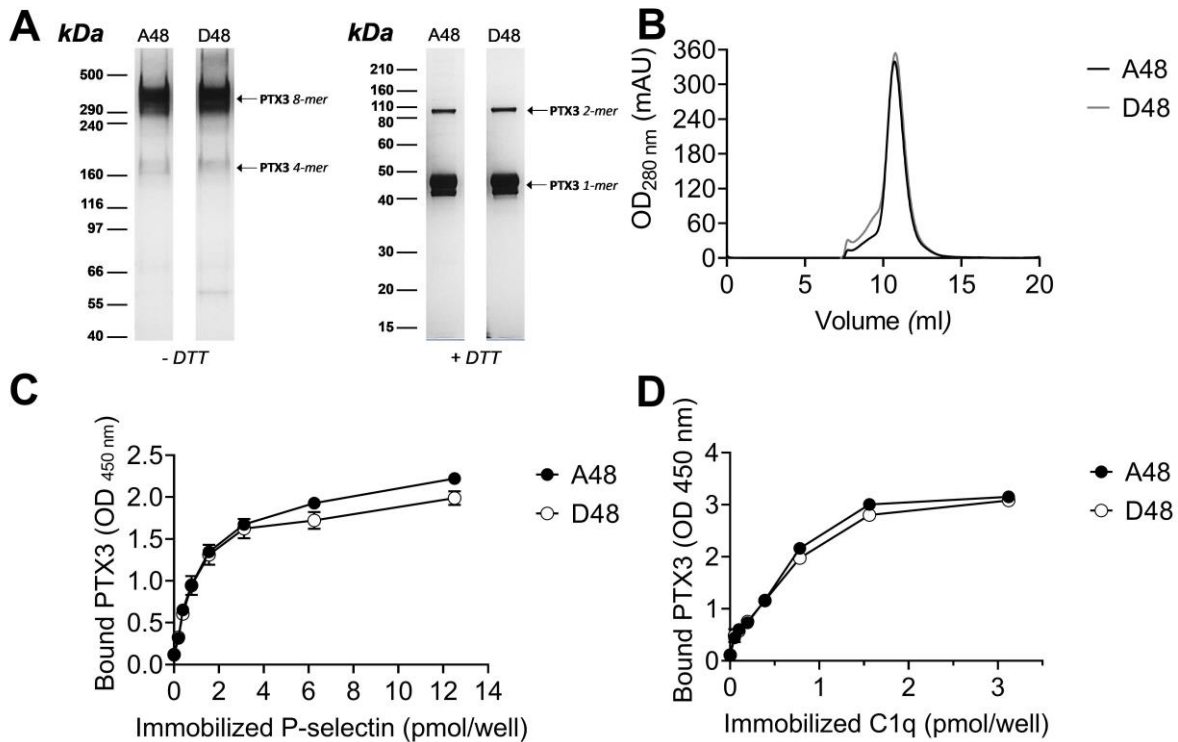 A
kDa
A48
D48
500
290
240
160
116
97
66
55
40
PTX3 8-mer
PTX3 4-mer
- DTT
kDa
A48
D48
210
160
110
80
60
50
40
30
20
15
PTX3 2-mer
PTX3 1-mer
+ DTT
B
OD280 nm (mAU)
360
300
240
180
120
60
0
0 5 10 15 20
Volume (ml)
A48
D48
C
Bound PTX3 (OD 450 nm)
2.5
2.0
1.5
1.0
0.5
0.0
0 2 4 6 8 10 12 14
Immobilized P-selectin (pmol/well)
A48
D48
D
Bound PTX3 (OD 450 nm)
4
3
2
1
0
0 1 2 3
Immobilized C1q (pmol/well)
A48
D48